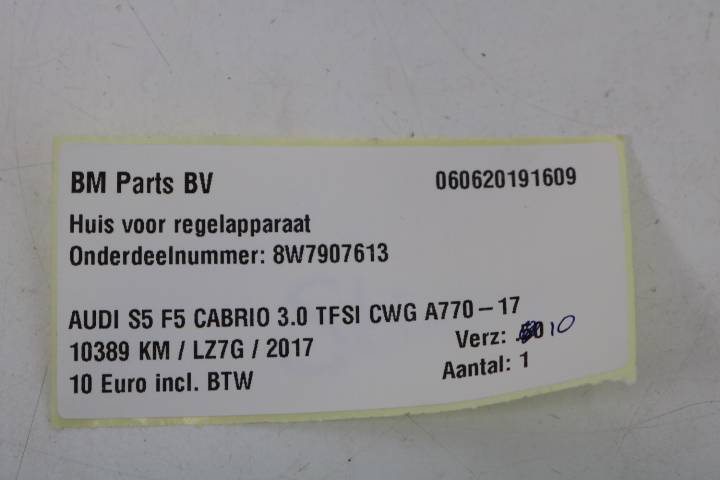 BM Parts BV 060620191609
Huis voor regelapparaat
Onderdeelnummer: 8W7907613
AUDI S5 F5 CABRIO 3.0 TFSI CWG A770-17
10389 KM / LZ7G / 2017 Verz: 10
10 Euro incl. BTW Aantal: 1